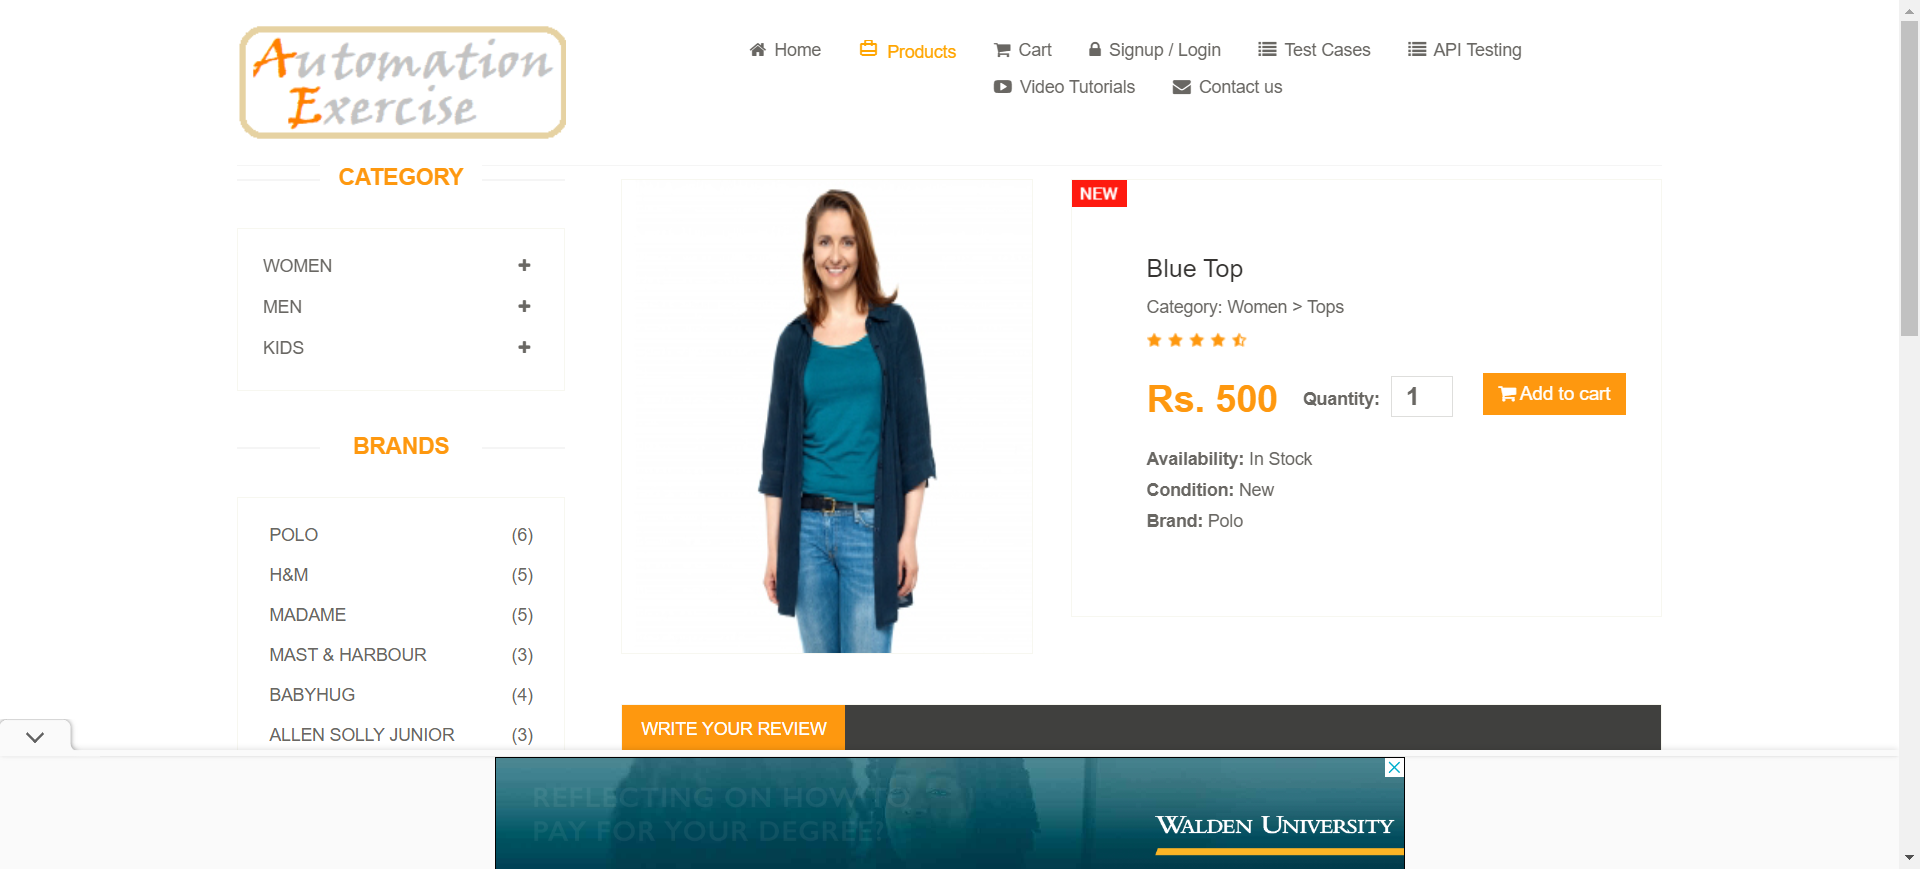 Automation
Exercise
Home
Products
Cart
Signup / Login
Test Cases
API Testing
Video Tutorials
Contact us
CATEGORY
WOMEN
MEN
KIDS
BRANDS
POLO (6)
H&M (5)
MADAME (5)
MAST & HARBOUR (3)
BABYHUG (4)
ALLEN SOLLY JUNIOR (3)
NEW
Blue Top
Category: Women > Tops
Rs. 500 Quantity: 1 Add to cart
Availability: In Stock
Condition: New
Brand: Polo
WRITE YOUR REVIEW
REFLECTING ON HOW TO
PAY FOR YOUR DEGREE?
WALDEN UNIVERSITY